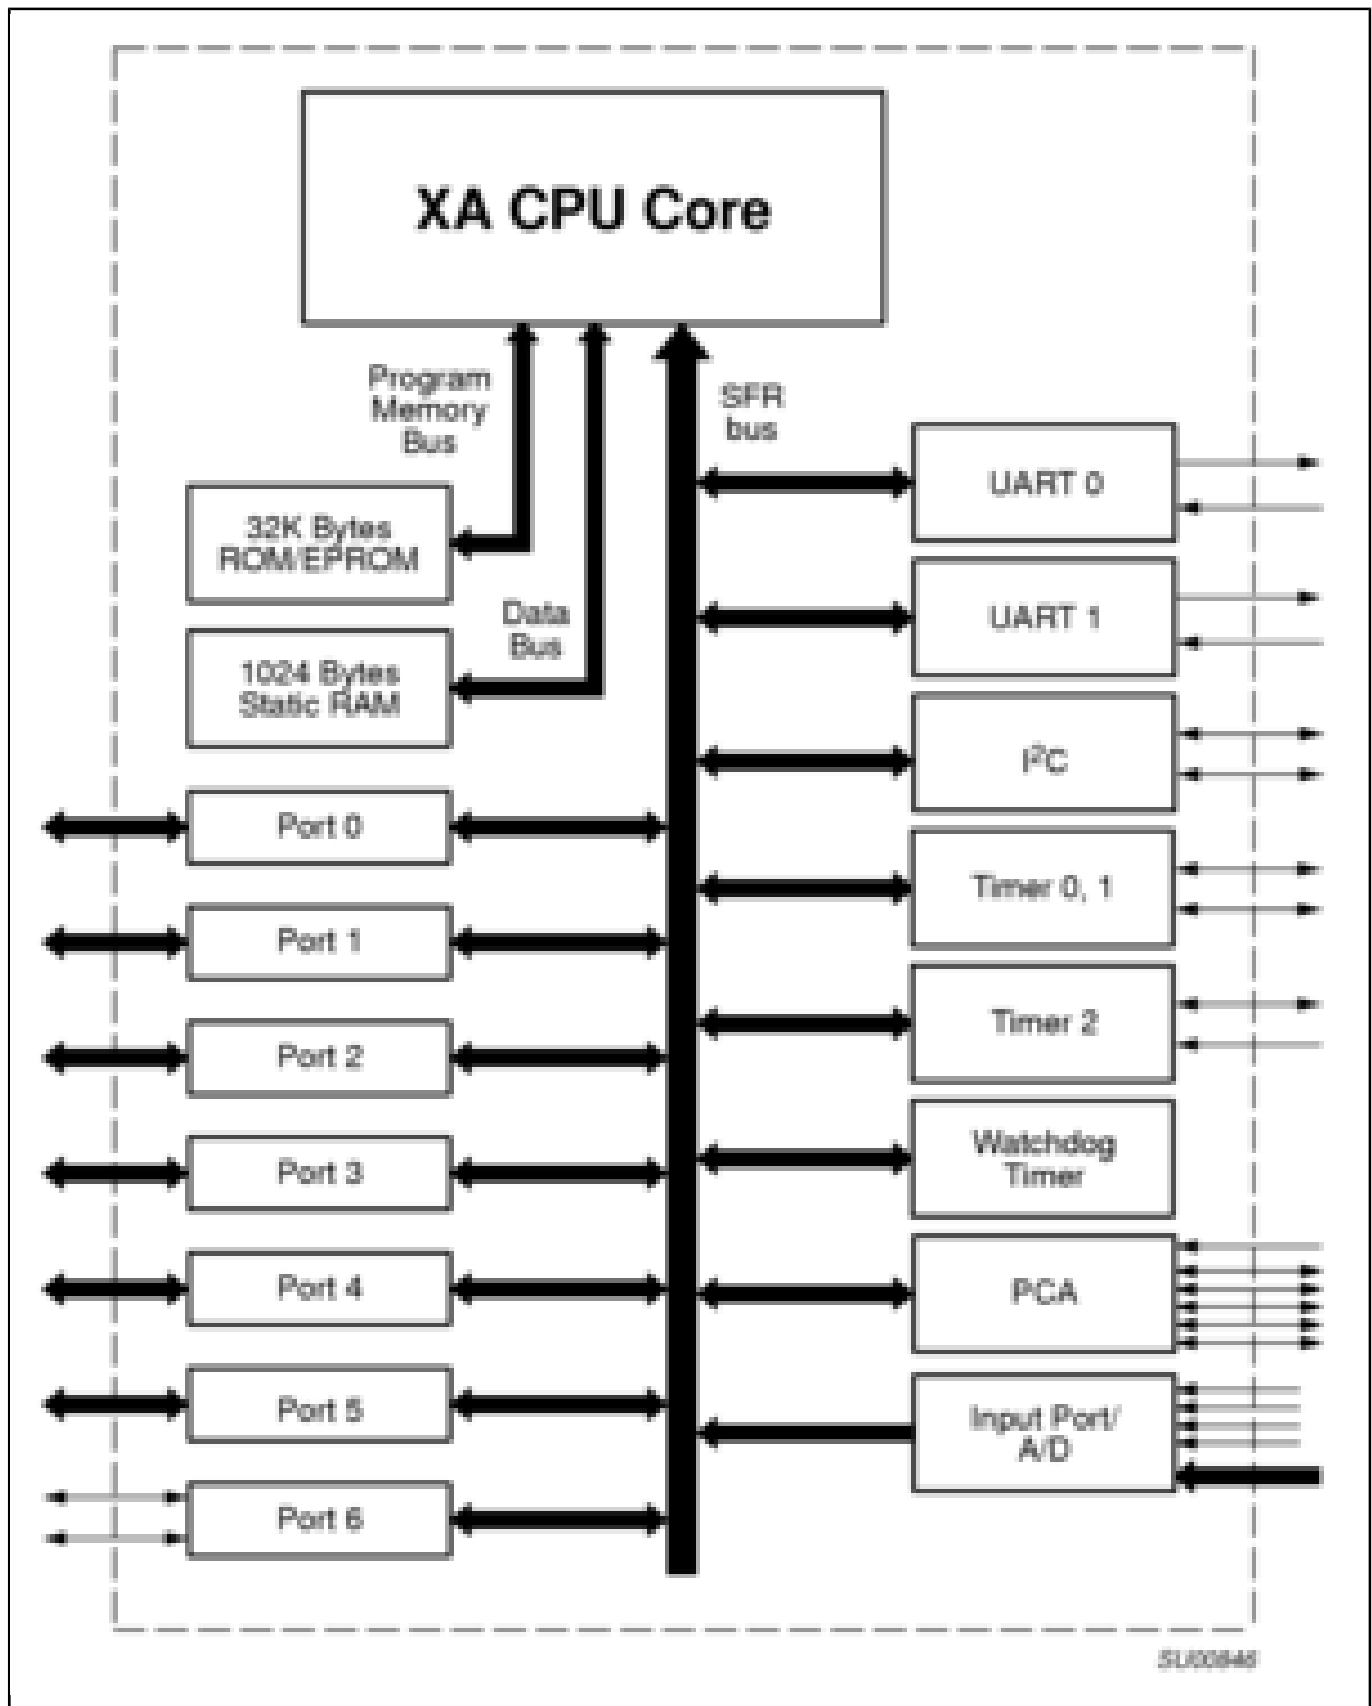 XA CPU Core
Program
Memory
Bus
SFR
bus
UART 0
32K Bytes
ROM/EPROM
UART 1
Data
Bus
1024 Bytes
Static RAM
I²C
Port 0
Timer 0, 1
Port 1
Timer 2
Port 2
Watchdog
Timer
Port 3
PCA
Port 4
Input Port/
A/D
Port 5
Port 6
SU00846